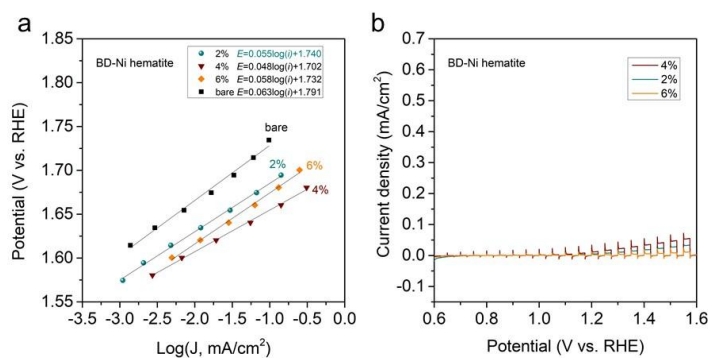 a
BD-Ni hematite
2% E=0.055log(i)+1.740
4% E=0.048log(i)+1.702
6% E=0.058log(i)+1.732
bare E=0.063log(i)+1.791
bare
2%
6%
4%
1.85
1.80
1.75
1.70
1.65
1.60
1.55
-3.5 -3.0 -2.5 -2.0 -1.5 -1.0 -0.5 0.0
Potential (V vs. RHE)
Log(J, mA/cm²)
b
BD-Ni hematite
4%
2%
6%
0.7
0.6
0.5
0.4
0.3
0.2
0.1
0.0
-0.1
0.6 0.8 1.0 1.2 1.4 1.6
Current density (mA/cm²)
Potential (V vs. RHE)